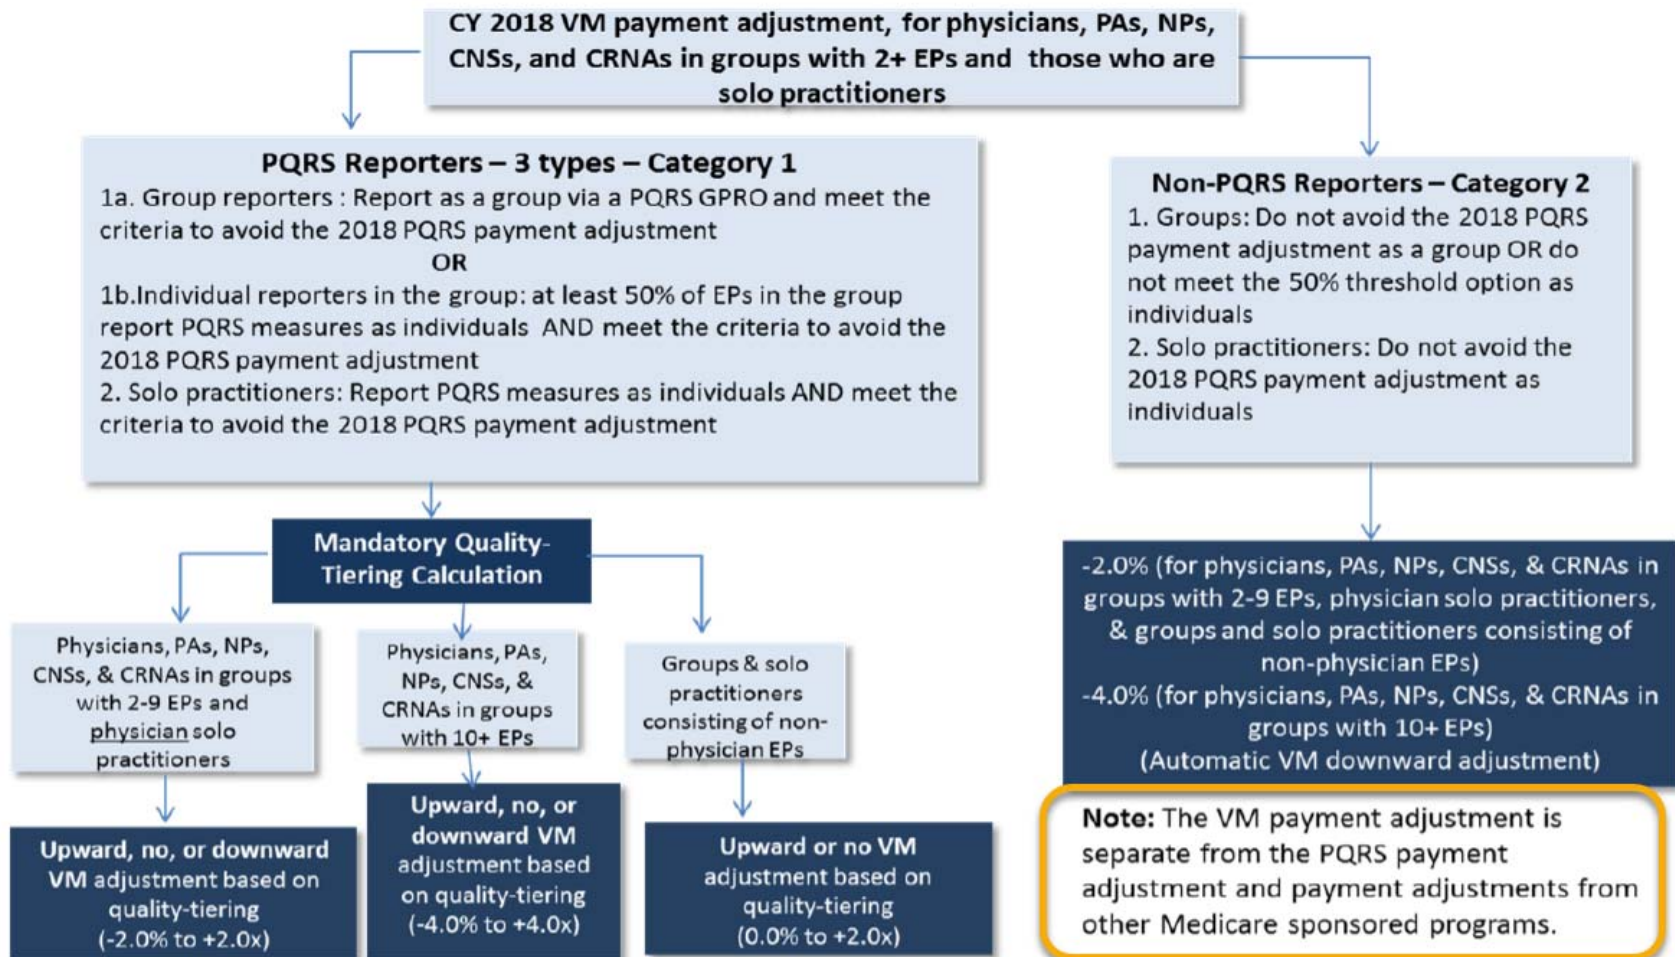 CY 2018 VM payment adjustment, for physicians, PAs, NPs,
CNSs, and CRNAs in groups with 2+ EPs and those who are
solo practitioners
PQRS Reporters – 3 types – Category 1
1a. Group reporters : Report as a group via a PQRS GPRO and meet the
criteria to avoid the 2018 PQRS payment adjustment
OR
1b.Individual reporters in the group: at least 50% of EPs in the group
report PQRS measures as individuals AND meet the criteria to avoid the
2018 PQRS payment adjustment
2. Solo practitioners: Report PQRS measures as individuals AND meet the
criteria to avoid the 2018 PQRS payment adjustment
Non-PQRS Reporters – Category 2
1. Groups: Do not avoid the 2018 PQRS
payment adjustment as a group OR do
not meet the 50% threshold option as
individuals
2. Solo practitioners: Do not avoid the
2018 PQRS payment adjustment as
individuals
Mandatory Quality-
Tiering Calculation
Physicians, PAs, NPs,
CNSs, & CRNAs in groups
with 2-9 EPs and
physician solo
practitioners
Physicians, PAs,
NPs, CNSs, &
CRNAs in groups
with 10+ EPs
Groups & solo
practitioners
consisting of non-
physician EPs
Upward, no, or downward
VM adjustment based on
quality-tiering
(-2.0% to +2.0x)
Upward, no, or
downward VM
adjustment based
on quality-tiering
(-4.0% to +4.0x)
Upward or no VM
adjustment based on
quality-tiering
(0.0% to +2.0x)
-2.0% (for physicians, PAs, NPs, CNSs, & CRNAs in
groups with 2-9 EPs, physician solo practitioners,
& groups and solo practitioners consisting of
non-physician EPs)
-4.0% (for physicians, PAs, NPs, CNSs, & CRNAs in
groups with 10+ EPs)
(Automatic VM downward adjustment)
Note: The VM payment adjustment is
separate from the PQRS payment
adjustment and payment adjustments from
other Medicare sponsored programs.